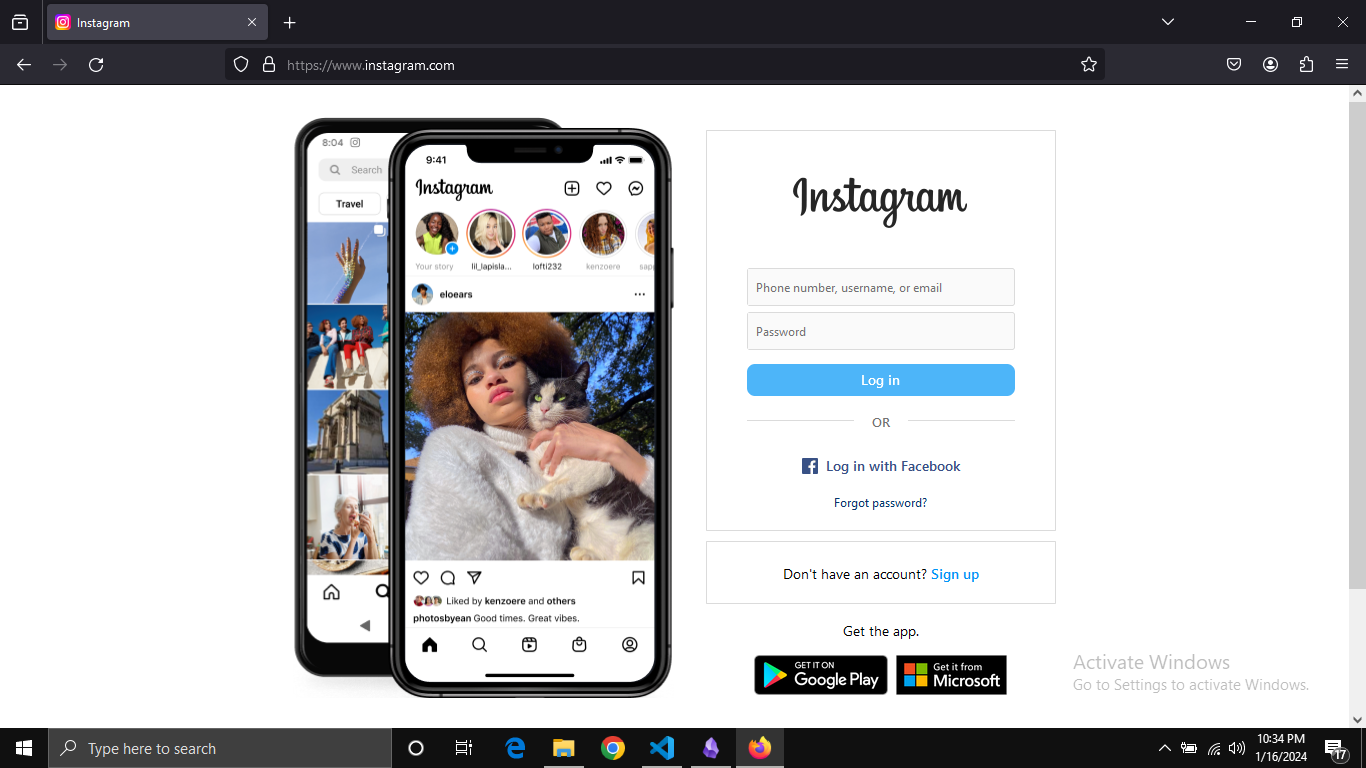 Instagram
https://www.instagram.com
8:04
Search
Travel
9:41
Instagram
Your story
lil_lapisla...
lofti232
kenzoere
sapp
eloears
Liked by kenzoere and others
photosbyean Good times. Great vibes.
Instagram
Phone number, username, or email
Password
Log in
OR
Log in with Facebook
Forgot password?
Don't have an account? Sign up
Get the app.
GET IT ON
Google Play
Get it from
Microsoft
Activate Windows
Go to Settings to activate Windows.
Type here to search
10:34 PM
1/16/2024
17